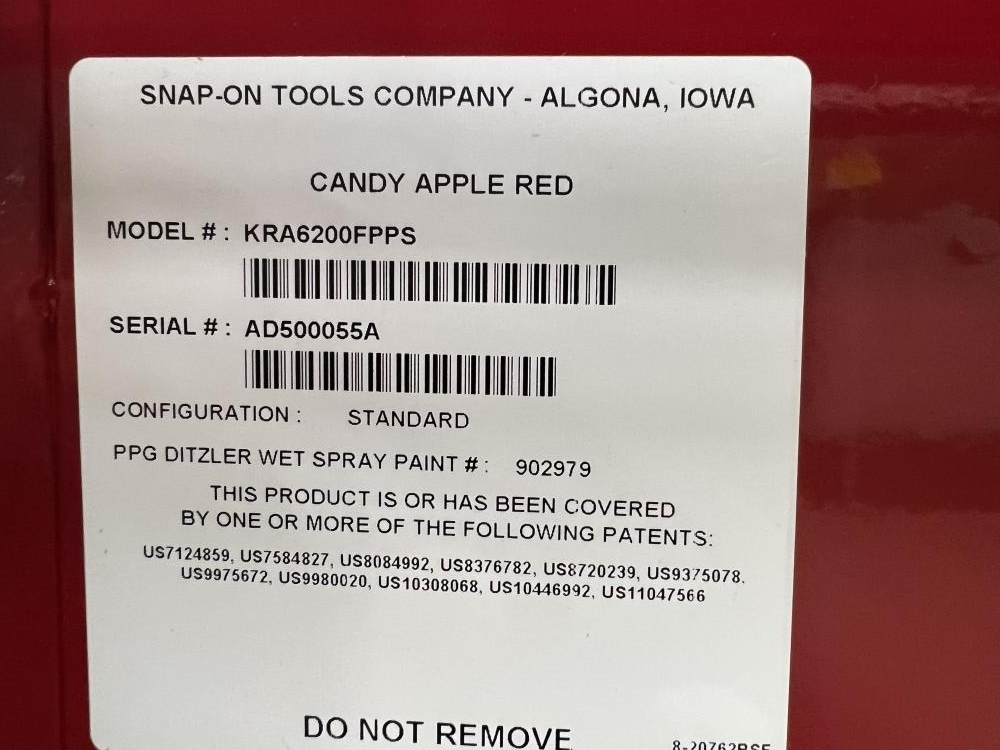 SNAP-ON TOOLS COMPANY - ALGONA, IOWA
CANDY APPLE RED
MODEL # : KRA6200FPPS
SERIAL # : AD500055A
CONFIGURATION : STANDARD
PPG DITZLER WET SPRAY PAINT # : 902979
THIS PRODUCT IS OR HAS BEEN COVERED
BY ONE OR MORE OF THE FOLLOWING PATENTS:
US7124859, US7584827, US8084992, US8376782, US8720239, US9375078,
US9975672, US9980020, US10308068, US10446992, US11047566
DO NOT REMOVE